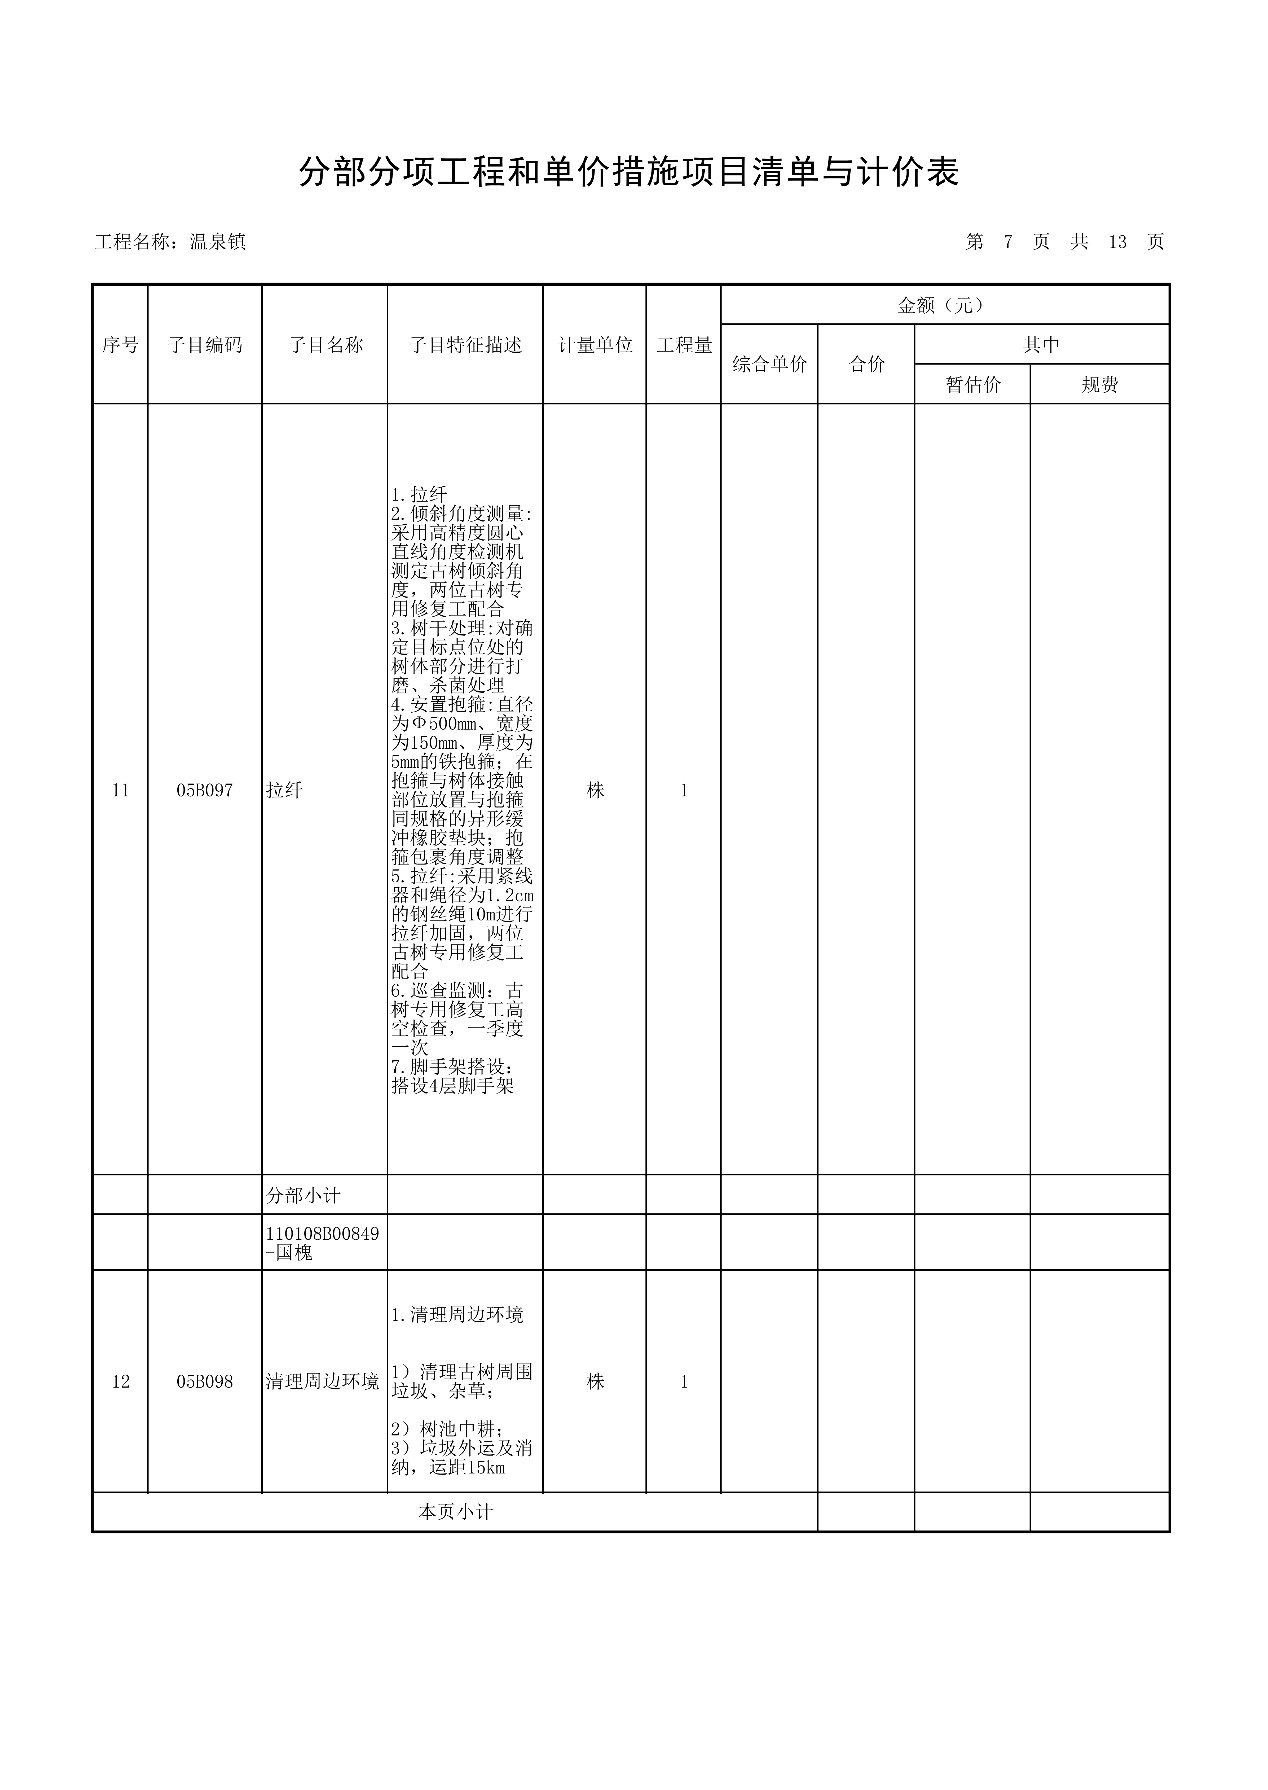 分部分项工程和单价措施项目清单与计价表
工程名称：温泉镇
第 7 页 共 13 页
序号
子目编码
子目名称
子目特征描述
计量单位
工程量
金额（元）
综合单价
合价
其中
暂估价
规费
11
05B097
拉纤
1.拉纤
2.倾斜角度测量:
采用高精度圆心
直线角度检测机
测定古树倾斜角
度，两位古树专
用修复工配合
3.树干处理:对确
定目标点位处的
树体部分进行打
磨、杀菌处理
4.安置抱箍:直径
为Φ500mm、宽度
为150mm、厚度为
5mm的铁抱箍；在
抱箍与树体接触
部位放置与抱箍
同规格的异形缓
冲橡胶垫块；抱
箍包裹角度调整
5.拉纤:采用紧线
器和绳径为1.2cm
的钢丝绳10m进行
拉纤加固，两位
古树专用修复工
配合
6.巡查监测：古
树专用修复工高
空检查，一季度
一次
7.脚手架搭设：
搭设4层脚手架
株
1
分部小计
110108B00849
-国槐
12
05B098
清理周边环境
1.清理周边环境
1）清理古树周围
垃圾、杂草；
2）树池中耕；
3）垃圾外运及消
纳，运距15km
株
1
本页小计